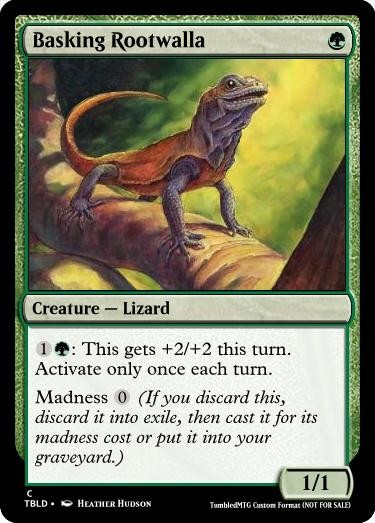 Basking Rootwalla
Creature — Lizard
1: This gets +2/+2 this turn.
Activate only once each turn.
Madness 0 (If you discard this,
discard it into exile, then cast it for its
madness cost or put it into your
graveyard.)
1/1
C
TBLD • Heather Hudson
TumbledMTG Custom Format (NOT FOR SALE)